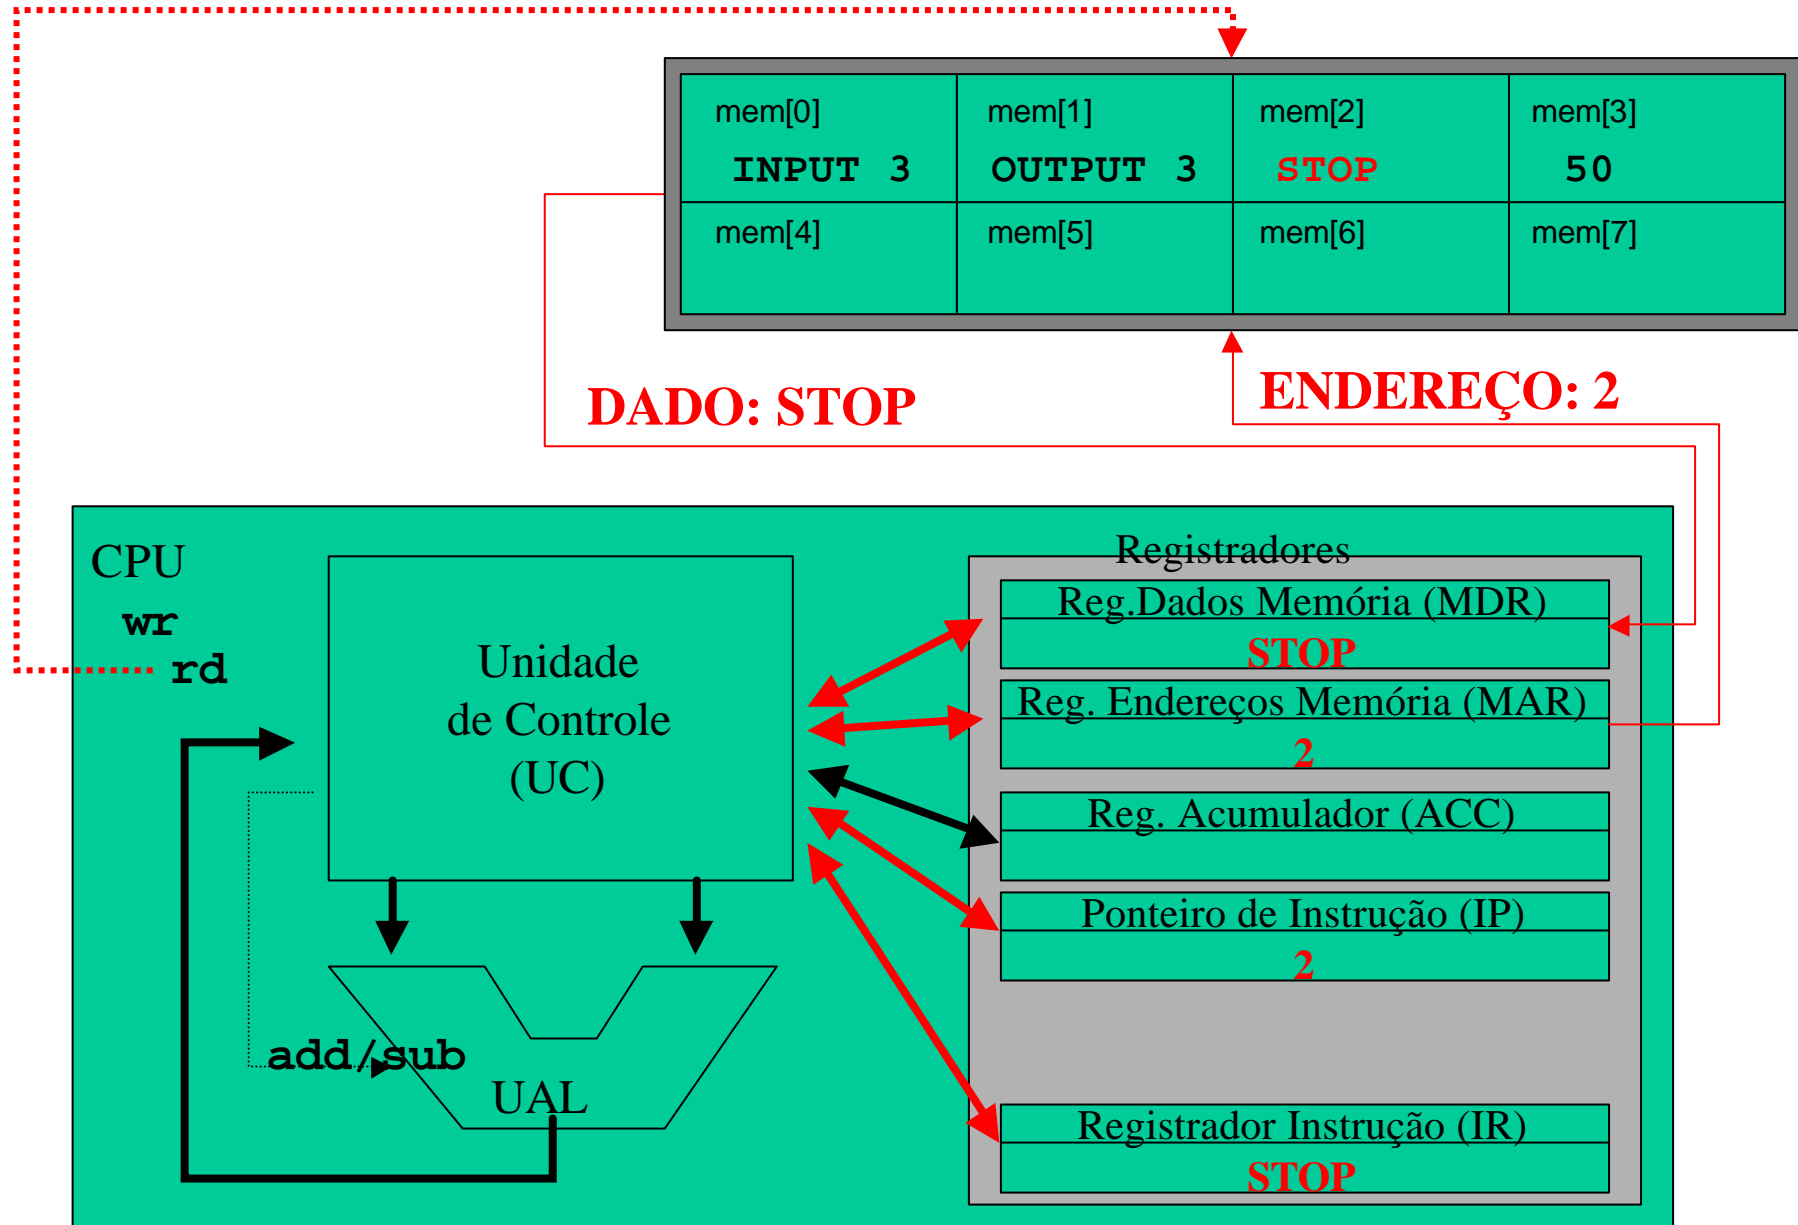 mem[0]
INPUT 3
mem[1]
OUTPUT 3
mem[2]
STOP
mem[3]
50
mem[4]
mem[5]
mem[6]
mem[7]
DADO: STOP
ENDEREÇO: 2
CPU
wr
rd
Unidade
de Controle
(UC)
add/sub
UAL
Registradores
Reg.Dados Memória (MDR)
STOP
Reg. Endereços Memória (MAR)
2
Reg. Acumulador (ACC)
Ponteiro de Instrução (IP)
2
Registrador Instrução (IR)
STOP